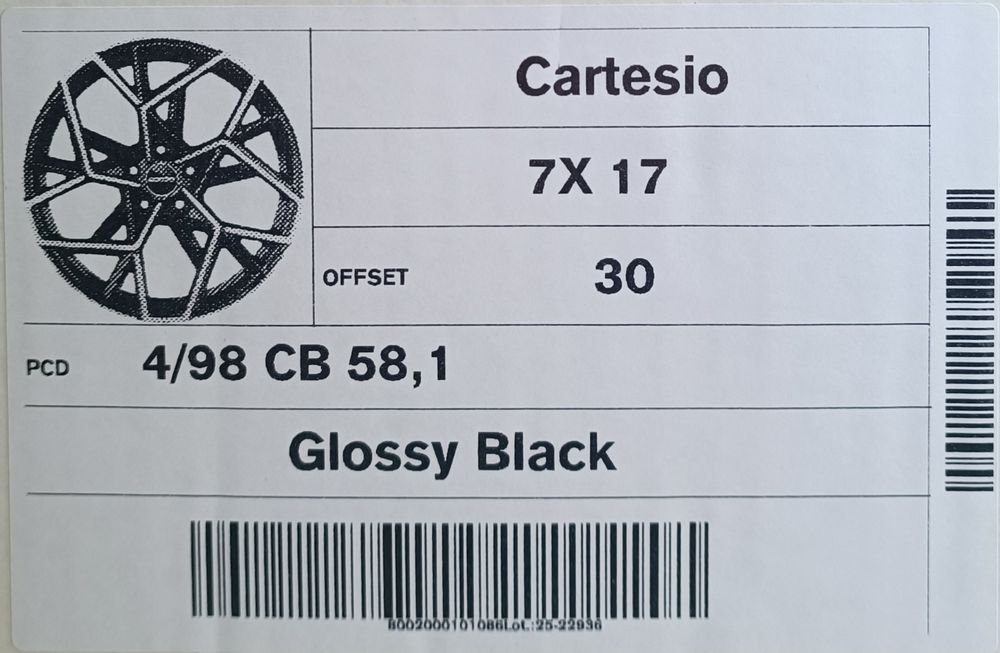 Cartesio
7X 17
OFFSET 30
PCD 4/98 CB 58,1
Glossy Black
8002000101086Lot.:25-22936